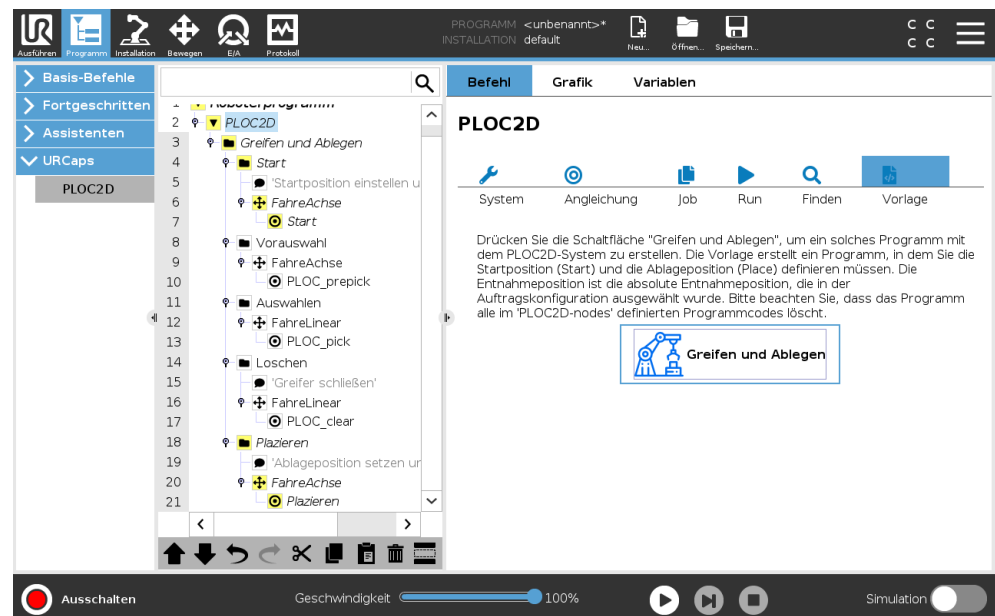 PROGRAMM <unbenannt>*
INSTALLATION default
Ausführen Programm Installation Bewegen E/A Protokoll Neu... Öffnen... Speichern...
C C
C C
Basis-Befehle
Fortgeschritten
Assistenten
URCaps
PLOC2D
1 Roboterprogramm
2 PLOC2D
3 Greifen und Ablegen
4 Start
5 'Startposition einstellen u
6 FahreAchse
7 Start
8 Vorauswahl
9 FahreAchse
10 PLOC_prepick
11 Auswahlen
12 FahreLinear
13 PLOC_pick
14 Loschen
15 'Greifer schließen'
16 FahreLinear
17 PLOC_clear
18 Plazieren
19 'Ablageposition setzen un
20 FahreAchse
21 Plazieren
Befehl Grafik Variablen
PLOC2D
System Angleichung Job Run Finden Vorlage
Drücken Sie die Schaltfläche "Greifen und Ablegen", um ein solches Programm mit
dem PLOC2D-System zu erstellen. Die Vorlage erstellt ein Programm, in dem Sie die
Startposition (Start) und die Ablageposition (Place) definieren müssen. Die
Entnahmeposition ist die absolute Entnahmeposition, die in der
Auftragskonfiguration ausgewählt wurde. Bitte beachten Sie, dass das Programm
alle im 'PLOC2D-nodes' definierten Programmcodes löscht.
Greifen und Ablegen
Ausschalten Geschwindigkeit 100% Simulation